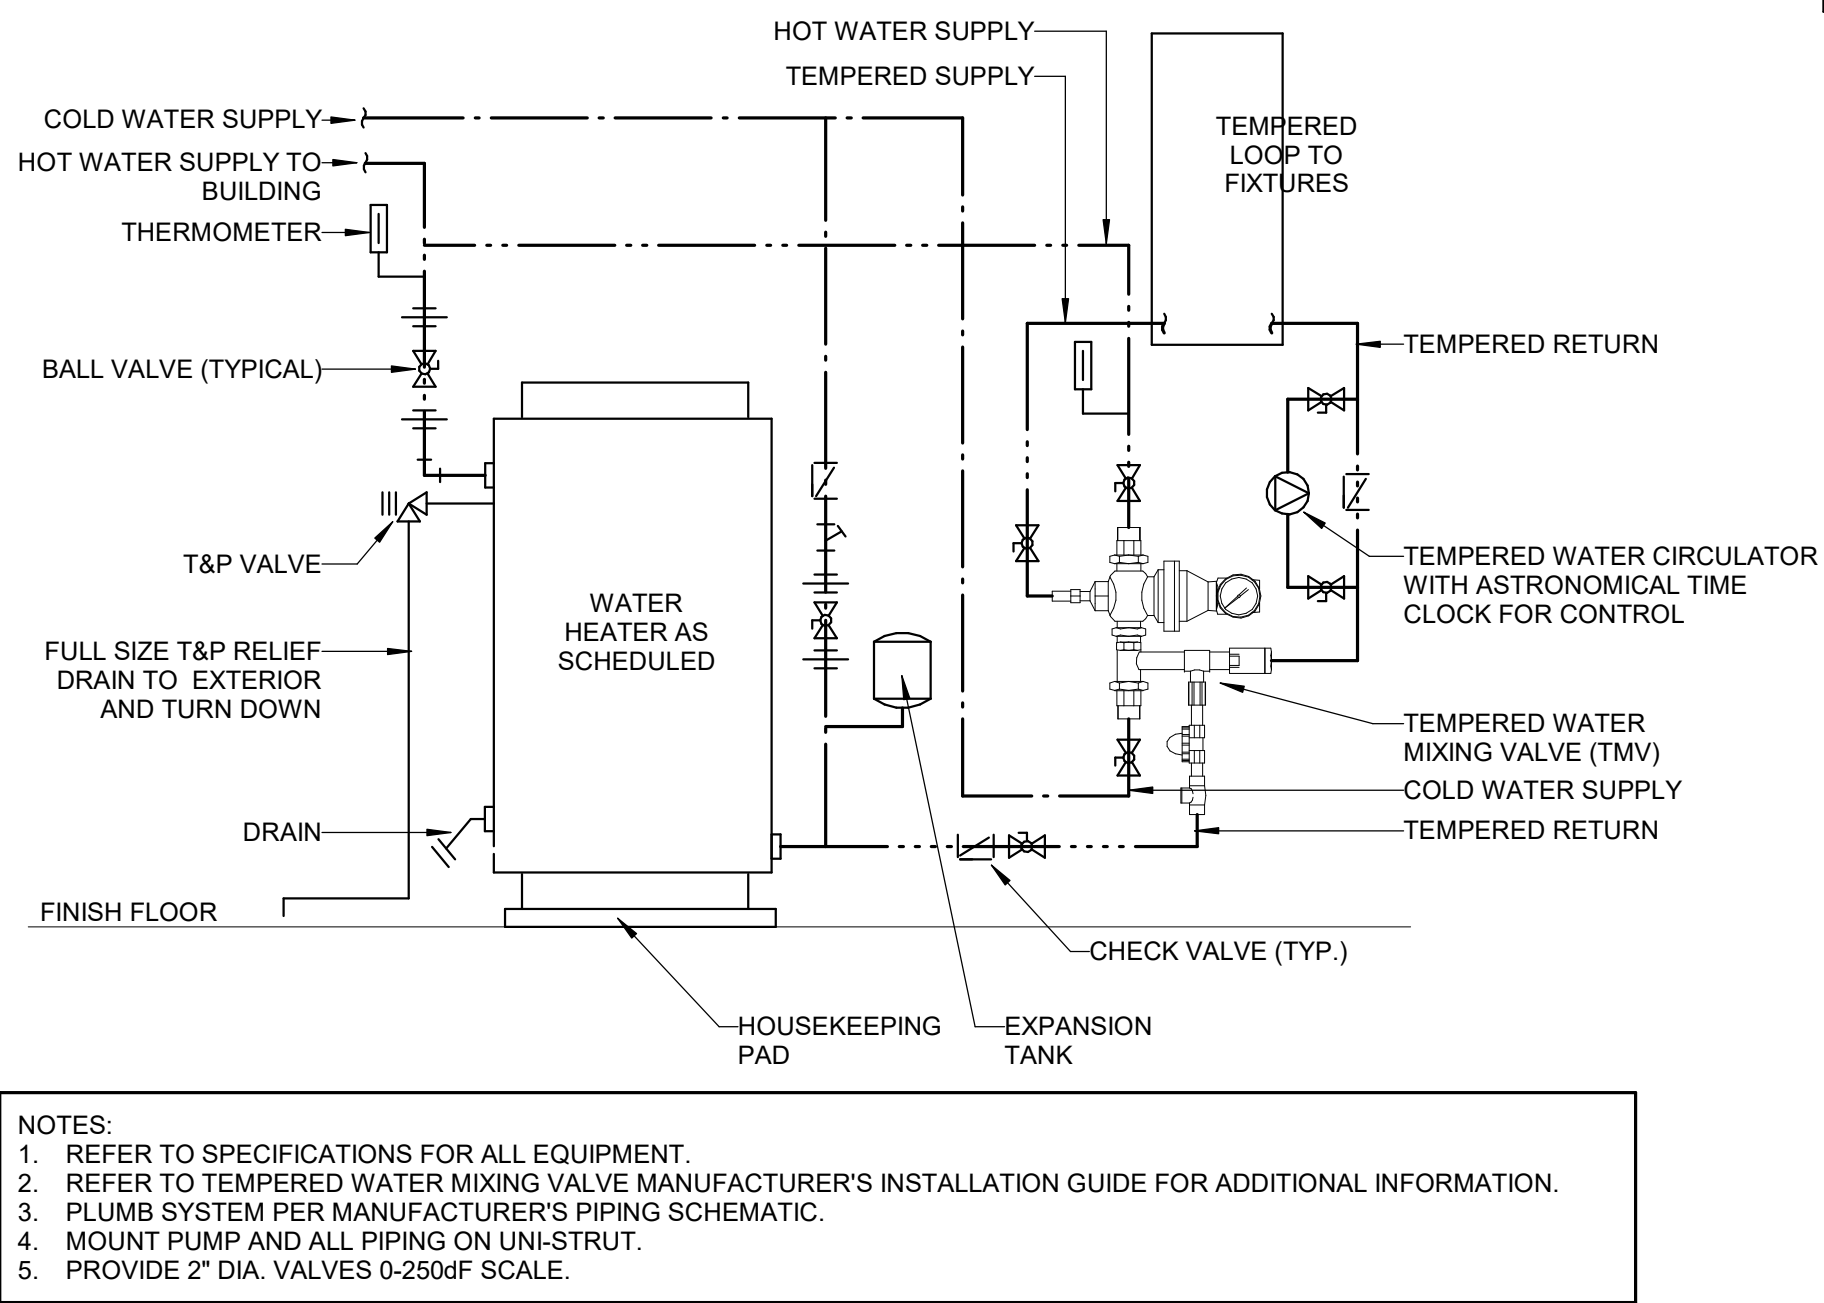 HOT WATER SUPPLY
TEMPERED SUPPLY
COLD WATER SUPPLY
HOT WATER SUPPLY TO
BUILDING
THERMOMETER
BALL VALVE (TYPICAL)
T&P VALVE
FULL SIZE T&P RELIEF
DRAIN TO EXTERIOR
AND TURN DOWN
DRAIN
FINISH FLOOR
WATER
HEATER AS
SCHEDULED
TEMPERED
LOOP TO
FIXTURES
TEMPERED RETURN
TEMPERED WATER CIRCULATOR
WITH ASTRONOMICAL TIME
CLOCK FOR CONTROL
TEMPERED WATER
MIXING VALVE (TMV)
COLD WATER SUPPLY
TEMPERED RETURN
CHECK VALVE (TYP.)
HOUSEKEEPING
PAD
EXPANSION
TANK
NOTES:
1. REFER TO SPECIFICATIONS FOR ALL EQUIPMENT.
2. REFER TO TEMPERED WATER MIXING VALVE MANUFACTURER'S INSTALLATION GUIDE FOR ADDITIONAL INFORMATION.
3. PLUMB SYSTEM PER MANUFACTURER'S PIPING SCHEMATIC.
4. MOUNT PUMP AND ALL PIPING ON UNI-STRUT.
5. PROVIDE 2" DIA. VALVES 0-250dF SCALE.